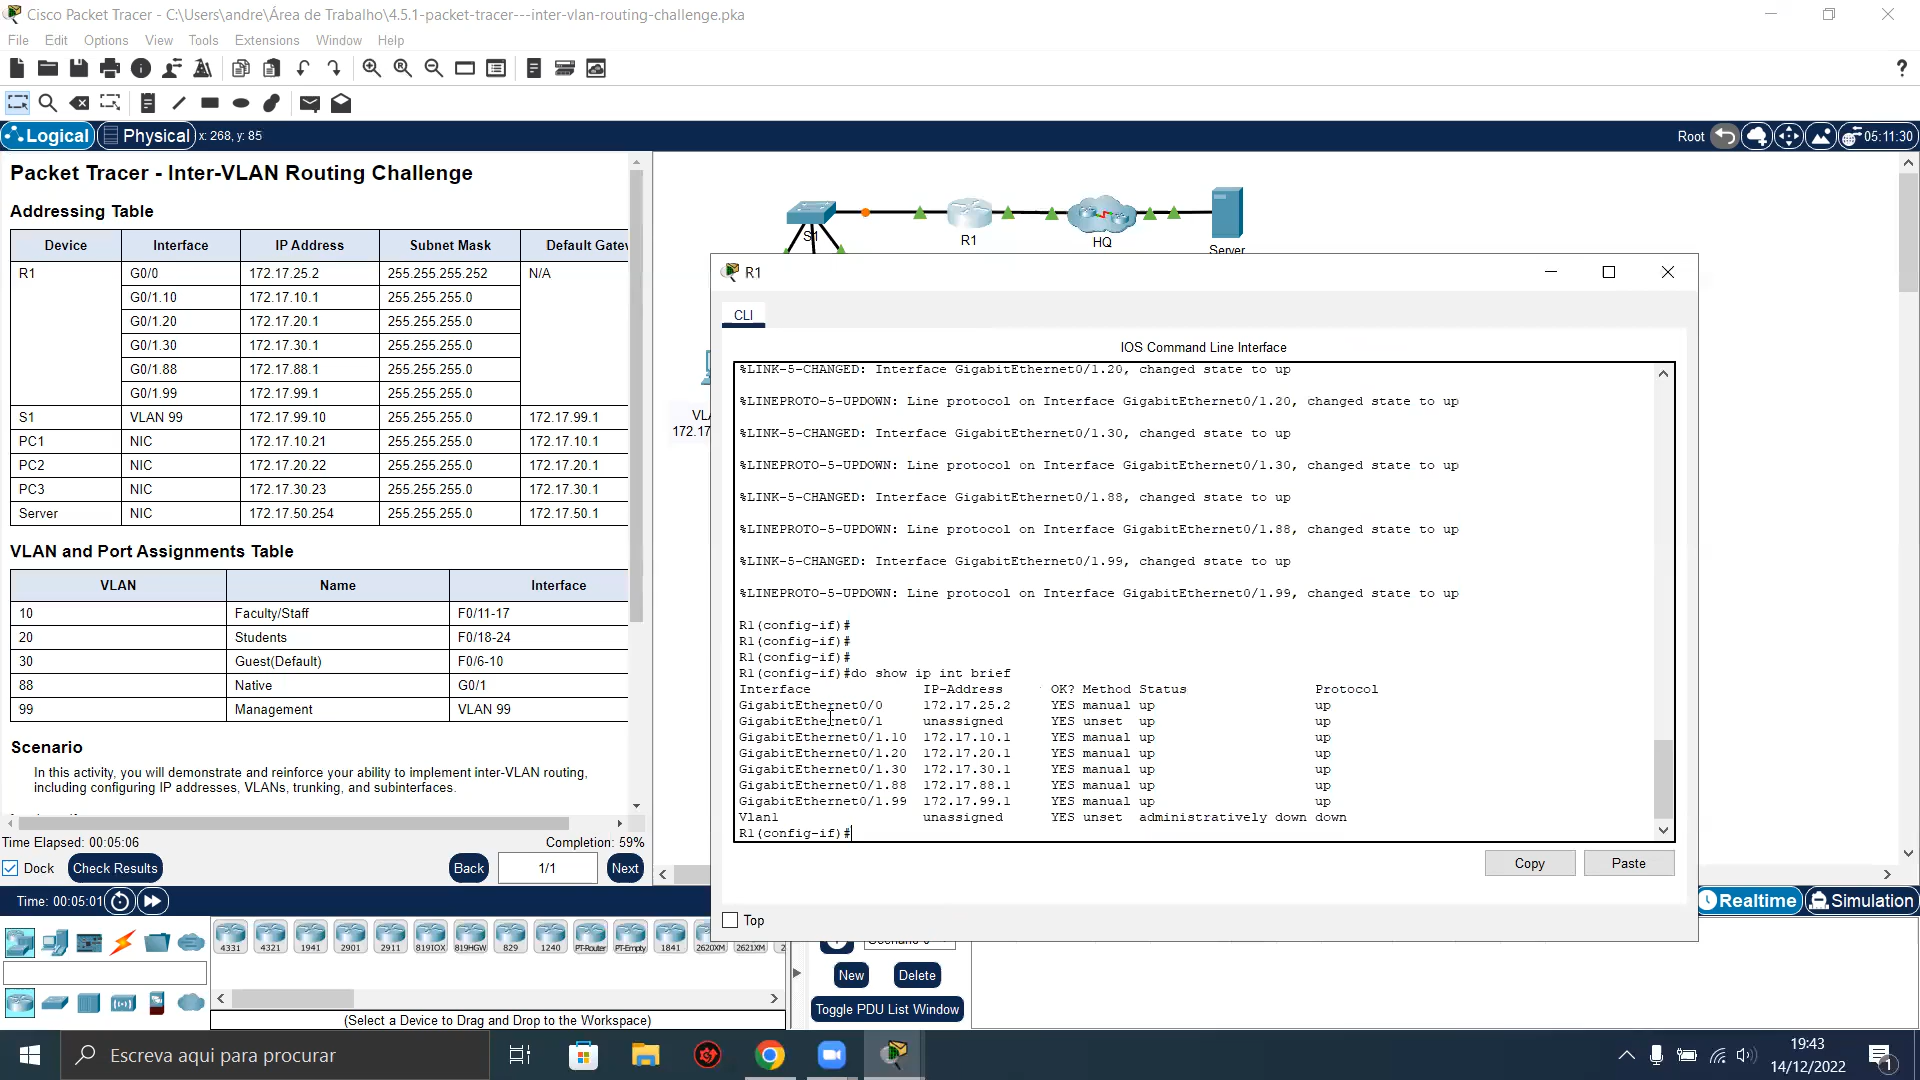 Cisco Packet Tracer - C:\Users\andre\Área de Trabalho\4.5.1-packet-tracer---inter-vlan-routing-challenge.pka
File Edit Options View Tools Extensions Window Help
?
Logical Physical x: 268, y: 85
Root 05:11:30
Packet Tracer - Inter-VLAN Routing Challenge
Addressing Table
Device Interface IP Address Subnet Mask Default Gatew
R1 G0/0 172.17.25.2 255.255.255.252 N/A
G0/1.10 172.17.10.1 255.255.255.0
G0/1.20 172.17.20.1 255.255.255.0
G0/1.30 172.17.30.1 255.255.255.0
G0/1.88 172.17.88.1 255.255.255.0
G0/1.99 172.17.99.1 255.255.255.0
S1 VLAN 99 172.17.99.10 255.255.255.0 172.17.99.1
PC1 NIC 172.17.10.21 255.255.255.0 172.17.10.1
PC2 NIC 172.17.20.22 255.255.255.0 172.17.20.1
PC3 NIC 172.17.30.23 255.255.255.0 172.17.30.1
Server NIC 172.17.50.254 255.255.255.0 172.17.50.1
VLAN and Port Assignments Table
VLAN Name Interface
10 Faculty/Staff F0/11-17
20 Students F0/18-24
30 Guest(Default) F0/6-10
88 Native G0/1
99 Management VLAN 99
Scenario
In this activity, you will demonstrate and reinforce your ability to implement inter-VLAN routing,
including configuring IP addresses, VLANs, trunking, and subinterfaces.
Time Elapsed: 00:05:06 Completion: 59%
Dock Check Results Back 1/1 Next
S1
R1
HQ
Server
VLA
172.17
R1
CLI
IOS Command Line Interface
%LINK-5-CHANGED: Interface GigabitEthernet0/1.20, changed state to up
%LINEPROTO-5-UPDOWN: Line protocol on Interface GigabitEthernet0/1.20, changed state to up
%LINK-5-CHANGED: Interface GigabitEthernet0/1.30, changed state to up
%LINEPROTO-5-UPDOWN: Line protocol on Interface GigabitEthernet0/1.30, changed state to up
%LINK-5-CHANGED: Interface GigabitEthernet0/1.88, changed state to up
%LINEPROTO-5-UPDOWN: Line protocol on Interface GigabitEthernet0/1.88, changed state to up
%LINK-5-CHANGED: Interface GigabitEthernet0/1.99, changed state to up
%LINEPROTO-5-UPDOWN: Line protocol on Interface GigabitEthernet0/1.99, changed state to up
R1(config-if)#
R1(config-if)#
R1(config-if)#
R1(config-if)#do show ip int brief
Interface IP-Address OK? Method Status Protocol
GigabitEthernet0/0 172.17.25.2 YES manual up up
GigabitEthernet0/1 unassigned YES unset up up
GigabitEthernet0/1.10 172.17.10.1 YES manual up up
GigabitEthernet0/1.20 172.17.20.1 YES manual up up
GigabitEthernet0/1.30 172.17.30.1 YES manual up up
GigabitEthernet0/1.88 172.17.88.1 YES manual up up
GigabitEthernet0/1.99 172.17.99.1 YES manual up up
Vlan1 unassigned YES unset administratively down down
R1(config-if)#
Copy Paste
Top
Time: 00:05:01
Realtime Simulation
4331 4321 1941 2901 2911 819IOX 819HGW 829 1240 PT-Router PT-Empty 1841 2620XM 2621XM 2
(Select a Device to Drag and Drop to the Workspace)
New Delete
Toggle PDU List Window
Escreva aqui para procurar
19:43
14/12/2022
1